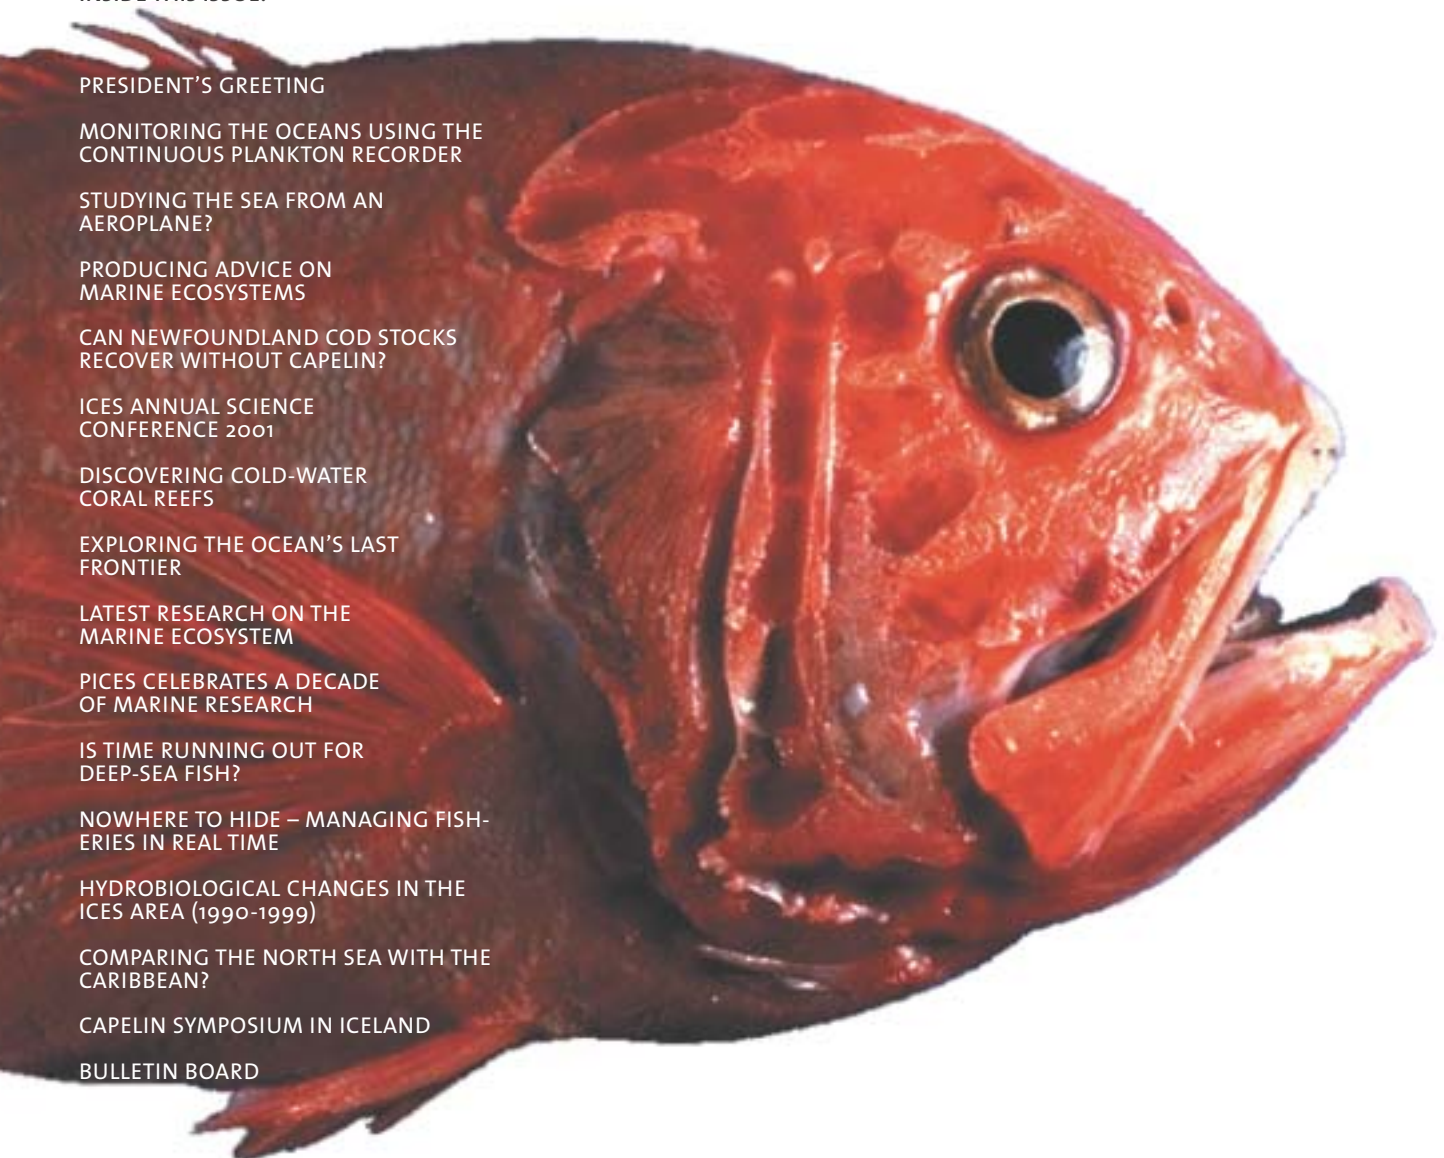 INSIDE THIS ISSUE:
PRESIDENT’S GREETING
MONITORING THE OCEANS USING THE
CONTINUOUS PLANKTON RECORDER
STUDYING THE SEA FROM AN
AEROPLANE?
PRODUCING ADVICE ON
MARINE ECOSYSTEMS
CAN NEWFOUNDLAND COD STOCKS
RECOVER WITHOUT CAPELIN?
ICES ANNUAL SCIENCE
CONFERENCE 2001
DISCOVERING COLD-WATER
CORAL REEFS
EXPLORING THE OCEAN’S LAST
FRONTIER
LATEST RESEARCH ON THE
MARINE ECOSYSTEM
PICES CELEBRATES A DECADE
OF MARINE RESEARCH
IS TIME RUNNING OUT FOR
DEEP-SEA FISH?
NOWHERE TO HIDE – MANAGING FISH-
ERIES IN REAL TIME
HYDROBIOLOGICAL CHANGES IN THE
ICES AREA (1990-1999)
COMPARING THE NORTH SEA WITH THE
CARIBBEAN?
CAPELIN SYMPOSIUM IN ICELAND
BULLETIN BOARD